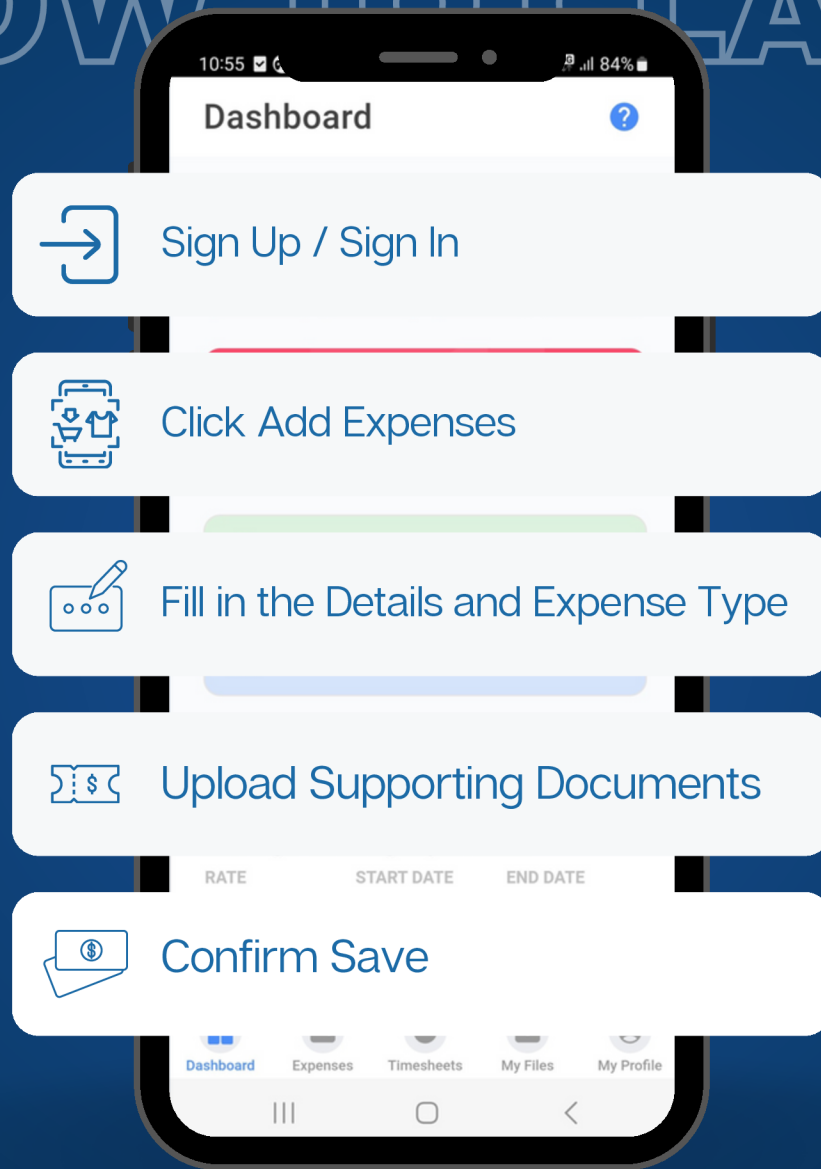 10:55
84%
Dashboard
?
Sign Up / Sign In
Click Add Expenses
Fill in the Details and Expense Type
$
Upload Supporting Documents
RATE START DATE END DATE
$
Confirm Save
Dashboard Expenses Timesheets My Files My Profile